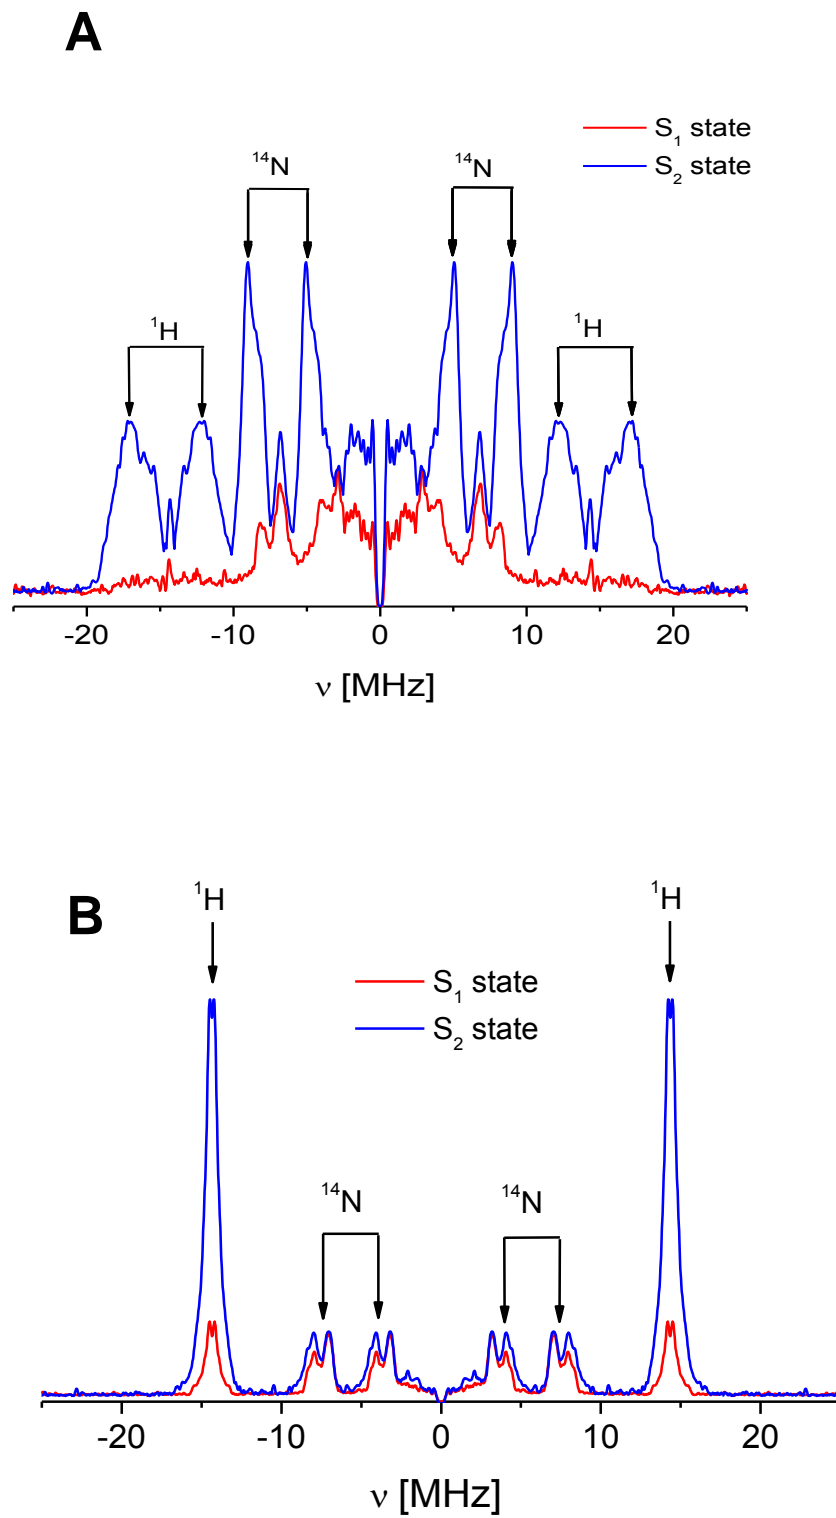 A
S₁ state
S₂ state
¹⁴N
¹⁴N
¹H
¹H
-20 -10 0 10 20
ν [MHz]
B
¹H
¹H
S₁ state
S₂ state
¹⁴N
¹⁴N
-20 -10 0 10 20
ν [MHz]